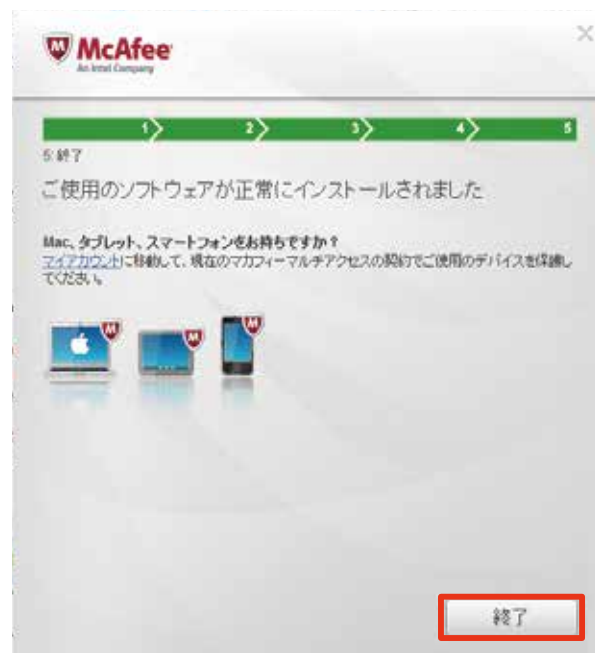 McAfee
An Intel Company
1 2 3 4 5
5: 終了
ご使用のソフトウェアが正常にインストールされました
Mac、タブレット、スマートフォンをお持ちですか?
マイアカウントに移動して、現在のマカフィーマルチアクセスの契約でご使用のデバイスを保護し
てください。
終了